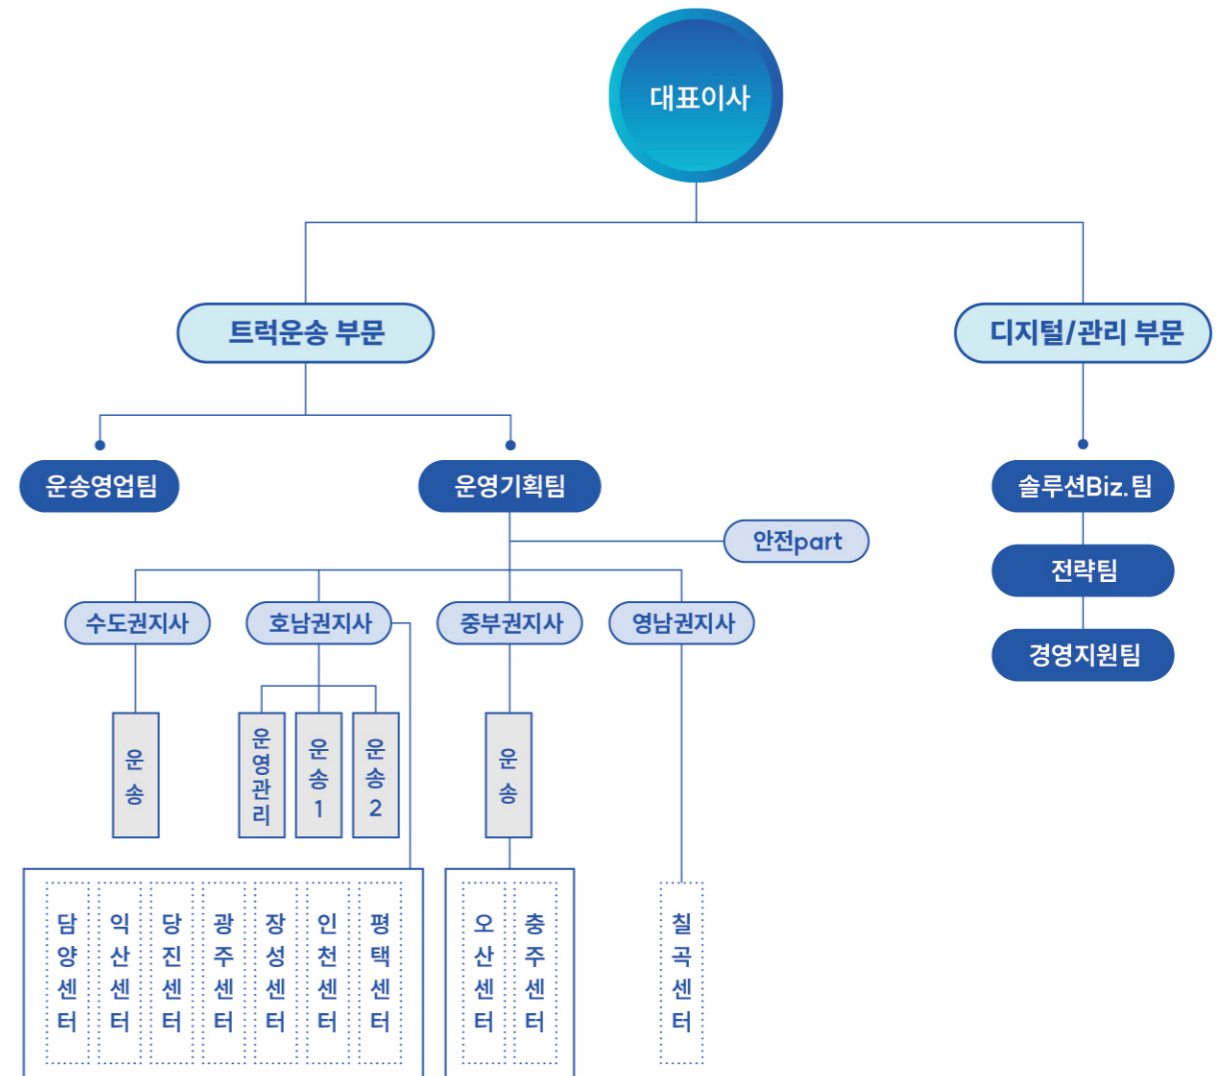 대표이사
트럭운송 부문
디지털/관리 부문
운송영업팀
운영기획팀
솔루션Biz.팀
안전part
전략팀
수도권지사
호남권지사
중부권지사
영남권지사
경영지원팀
운송
운영관리
운송1
운송2
운송
담양센터
익산센터
당진센터
광주센터
장성센터
인천센터
평택센터
오산센터
충주센터
칠곡센터